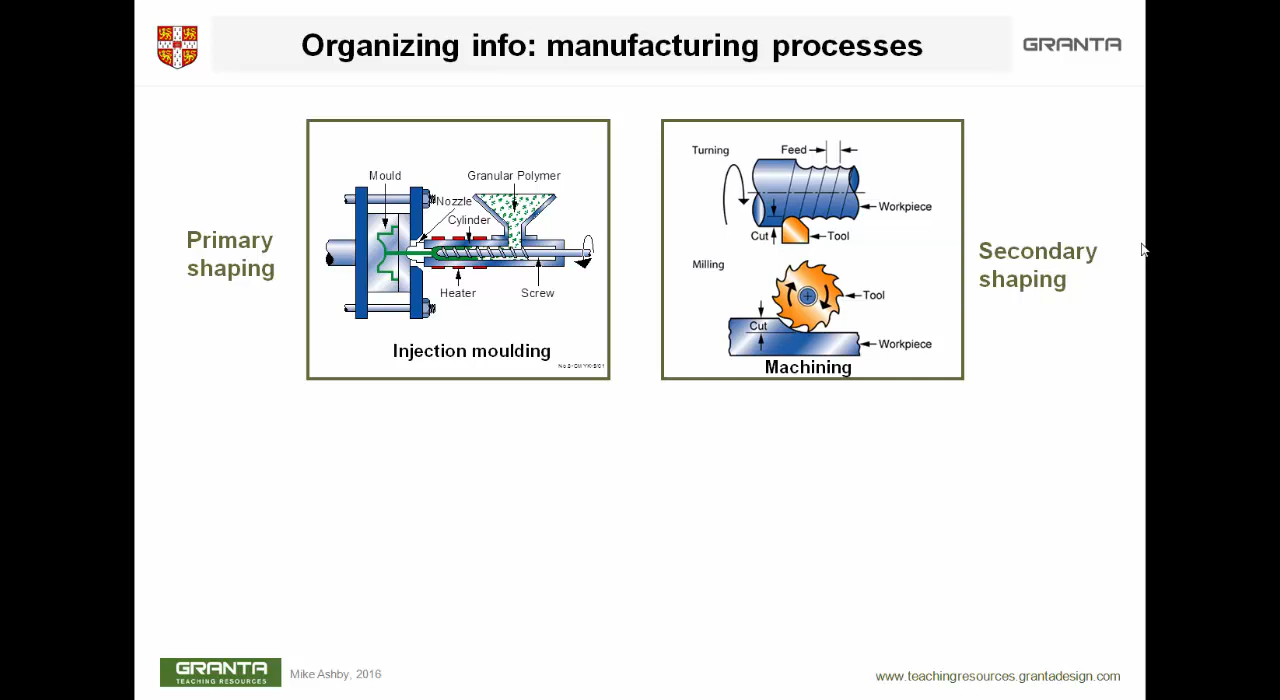 Organizing info: manufacturing processes
GRANTA
Primary
shaping
Mould
Granular Polymer
Nozzle
Cylinder
Heater
Screw
Injection moulding
Turning
Feed
Workpiece
Cut
Tool
Milling
Tool
Cut
Workpiece
Machining
Secondary
shaping
GRANTA
TEACHING RESOURCES
Mike Ashby, 2016
www.teachingresources.grantadesign.com